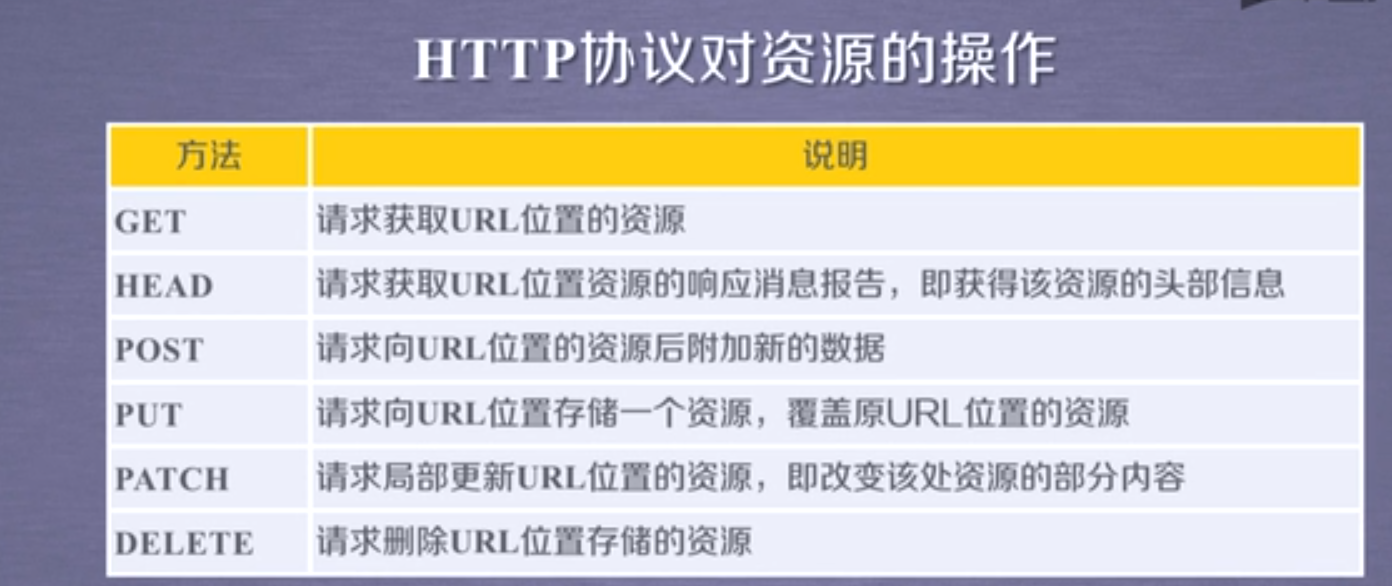 HTTP协议对资源的操作
方法 说明
GET 请求获取URL位置的资源
HEAD 请求获取URL位置资源的响应消息报告，即获得该资源的头部信息
POST 请求向URL位置的资源后附加新的数据
PUT 请求向URL位置存储一个资源，覆盖原URL位置的资源
PATCH 请求局部更新URL位置的资源，即改变该处资源的部分内容
DELETE 请求删除URL位置存储的资源